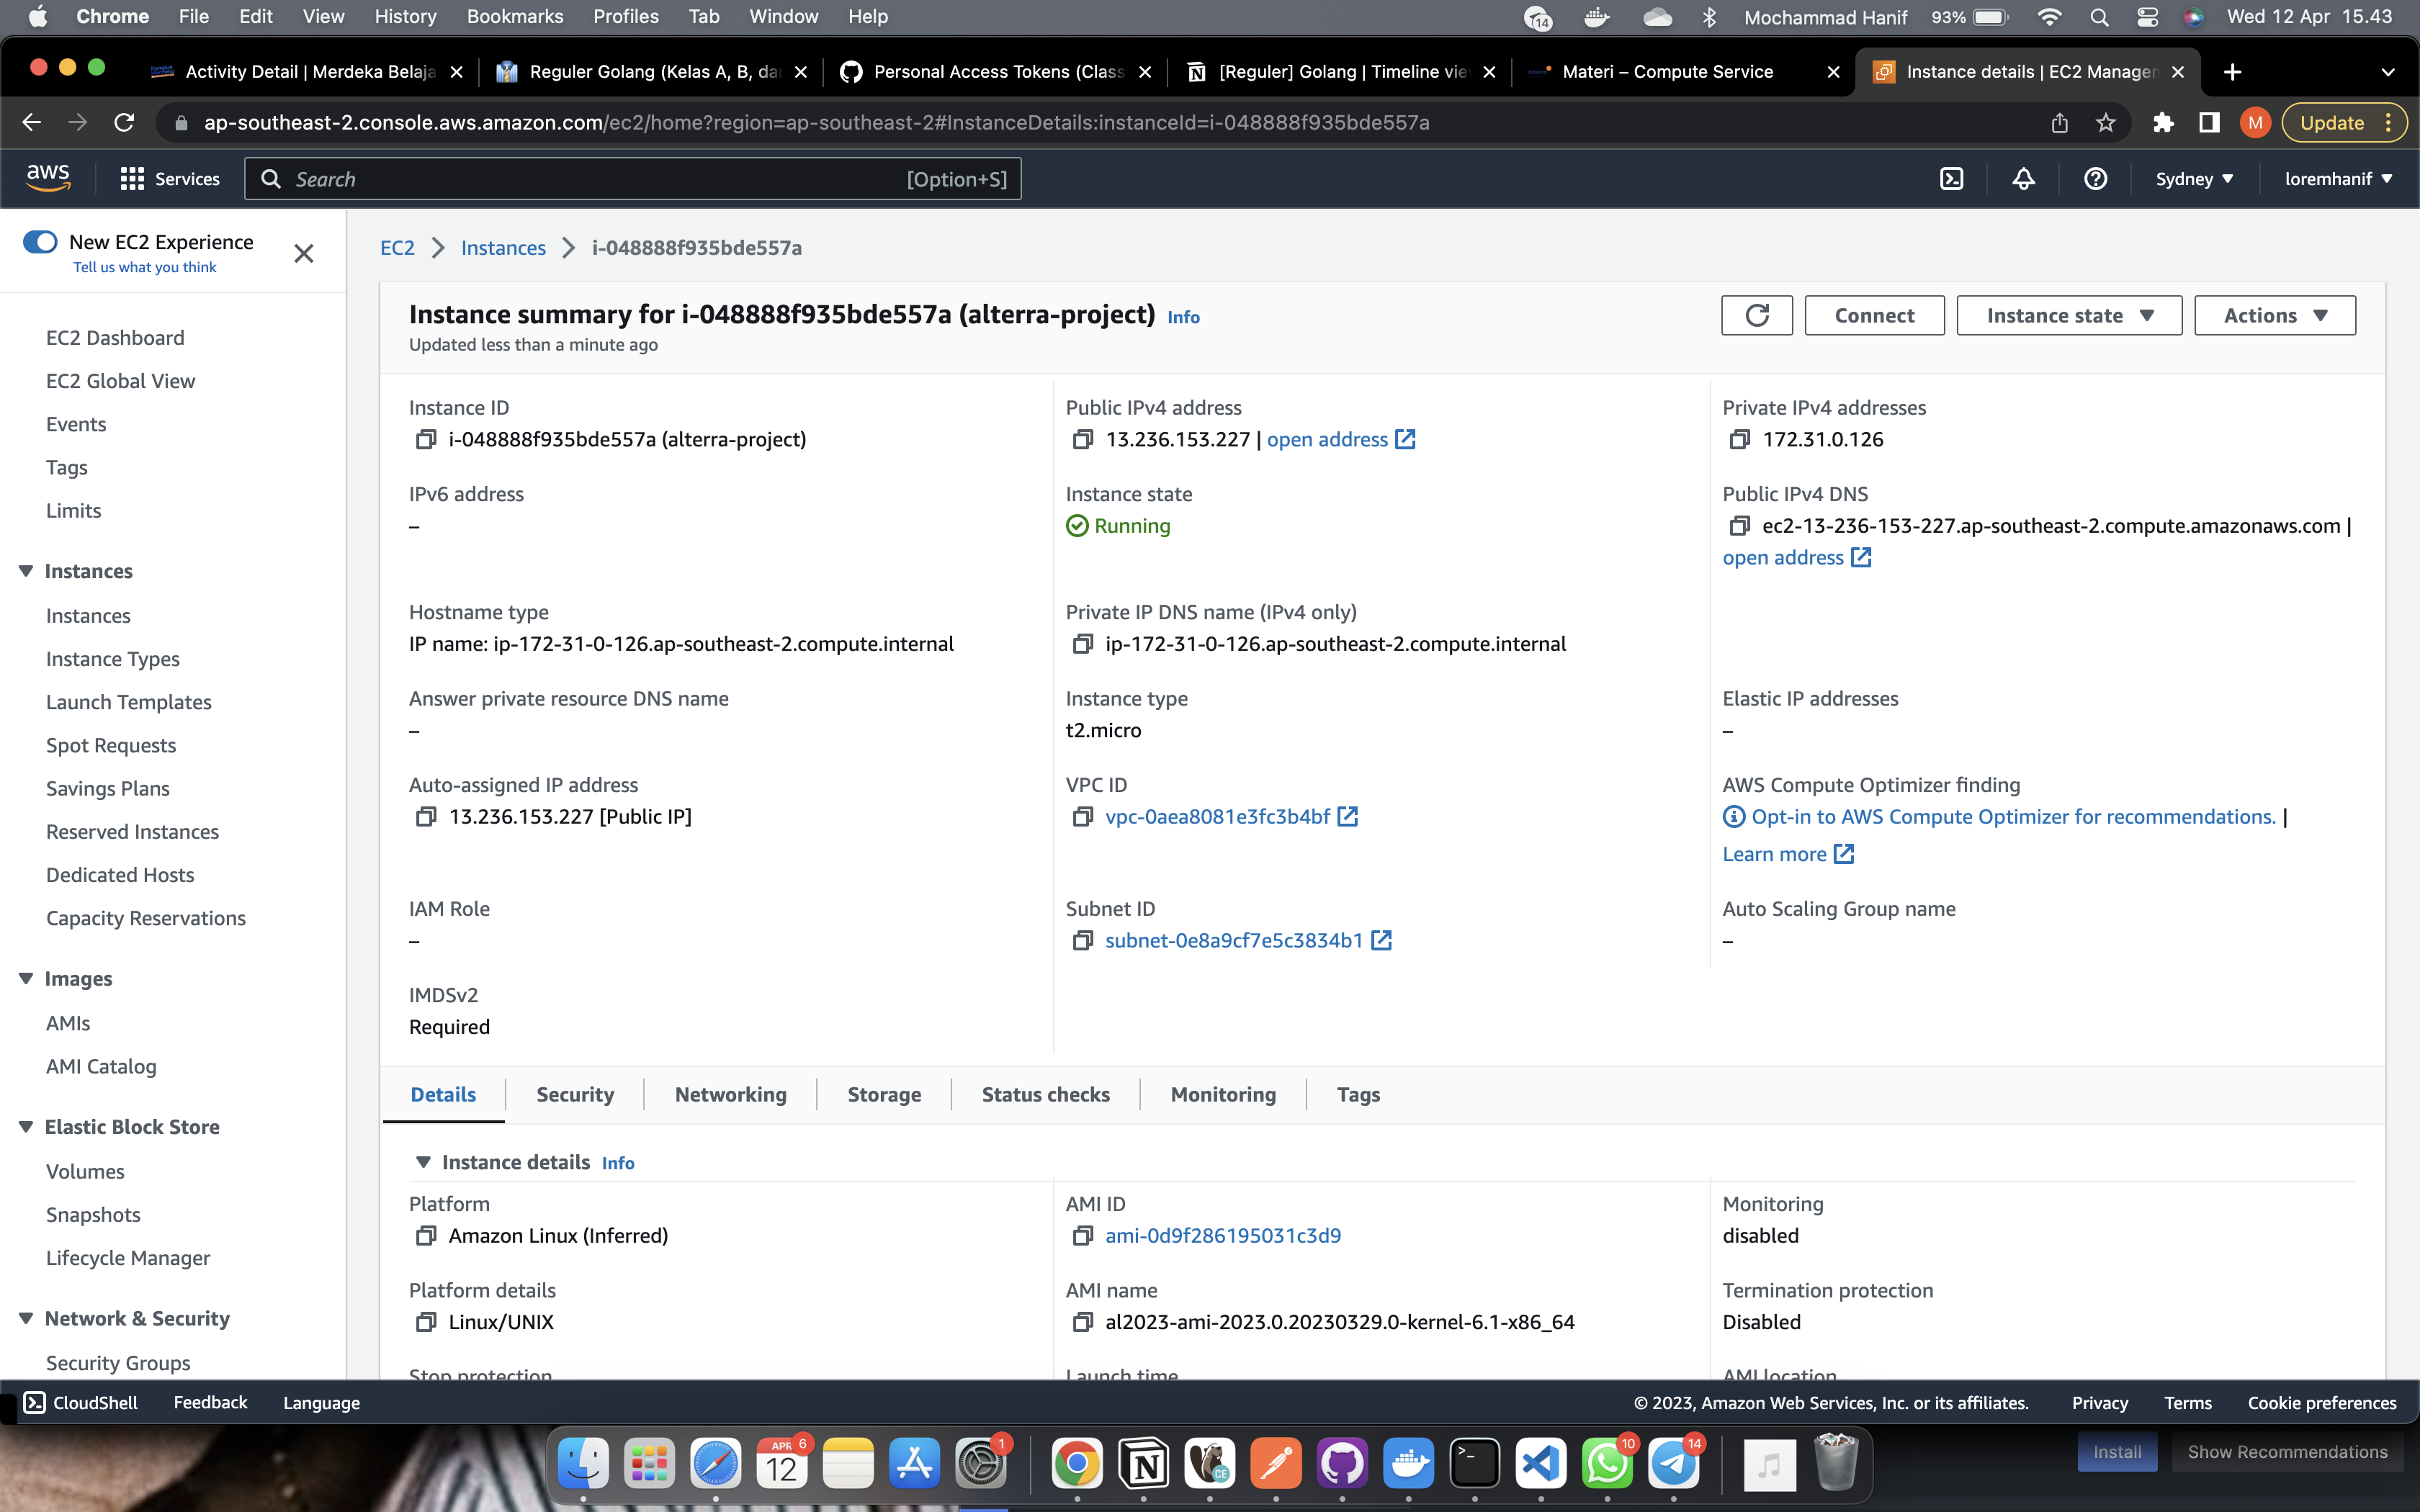 Chrome File Edit View History Bookmarks Profiles Tab Window Help 14 Mochammad Hanif 93% Wed 12 Apr 15.43
Activity Detail | Merdeka Belaja Reguler Golang (Kelas A, B, dan Personal Access Tokens (Class [Reguler] Golang | Timeline vie Materi – Compute Service Instance details | EC2 Manager
ap-southeast-2.console.aws.amazon.com/ec2/home?region=ap-southeast-2#InstanceDetails:instanceId=i-048888f935bde557a M Update
aws Services Search [Option+S] Sydney loremhanif
New EC2 Experience
Tell us what you think
EC2 Dashboard
EC2 Global View
Events
Tags
Limits
Instances
Instances
Instance Types
Launch Templates
Spot Requests
Savings Plans
Reserved Instances
Dedicated Hosts
Capacity Reservations
Images
AMIs
AMI Catalog
Elastic Block Store
Volumes
Snapshots
Lifecycle Manager
Network & Security
Security Groups
EC2 Instances i-048888f935bde557a
Instance summary for i-048888f935bde557a (alterra-project) Info
Updated less than a minute ago
Connect Instance state Actions
Instance ID
i-048888f935bde557a (alterra-project)
Public IPv4 address
13.236.153.227 | open address
Private IPv4 addresses
172.31.0.126
IPv6 address
–
Instance state
Running
Public IPv4 DNS
ec2-13-236-153-227.ap-southeast-2.compute.amazonaws.com |
open address
Hostname type
IP name: ip-172-31-0-126.ap-southeast-2.compute.internal
Private IP DNS name (IPv4 only)
ip-172-31-0-126.ap-southeast-2.compute.internal
Answer private resource DNS name
–
Instance type
t2.micro
Elastic IP addresses
–
Auto-assigned IP address
13.236.153.227 [Public IP]
VPC ID
vpc-0aea8081e3fc3b4bf
AWS Compute Optimizer finding
Opt-in to AWS Compute Optimizer for recommendations. |
Learn more
IAM Role
–
Subnet ID
subnet-0e8a9cf7e5c3834b1
Auto Scaling Group name
–
IMDSv2
Required
Details Security Networking Storage Status checks Monitoring Tags
Instance details Info
Platform
Amazon Linux (Inferred)
AMI ID
ami-0d9f286195031c3d9
Monitoring
disabled
Platform details
Linux/UNIX
AMI name
al2023-ami-2023.0.20230329.0-kernel-6.1-x86_64
Termination protection
Disabled
Stop protection
Launch time
AMI location
CloudShell Feedback Language © 2023, Amazon Web Services, Inc. or its affiliates. Privacy Terms Cookie preferences
APR 6
12
1
CE
10
14
Install Show Recommendations